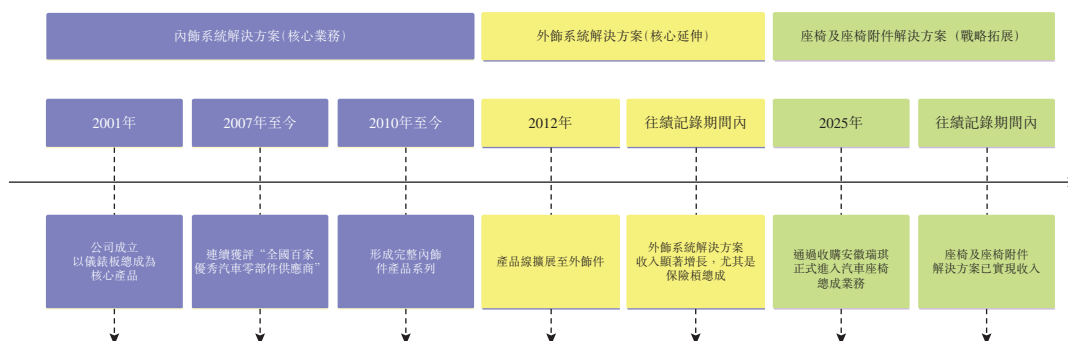 內飾系統解決方案(核心業務)
外飾系統解決方案(核心延伸)
座椅及座椅附件解決方案（戰略拓展）
2001年
2007年至今
2010年至今
2012年
往績記錄期間內
2025年
往績記錄期間內
公司成立
以儀錶板總成為
核心產品
連續獲評“全國百家
優秀汽車零部件供應商”
形成完整內飾
件產品系列
產品線擴展至外飾件
外飾系統解決方案
收入顯著增長，尤其是
保險槓總成
通過收購安徽瑞琪
正式進入汽車座椅
總成業務
座椅及座椅附件
解決方案已實現收入